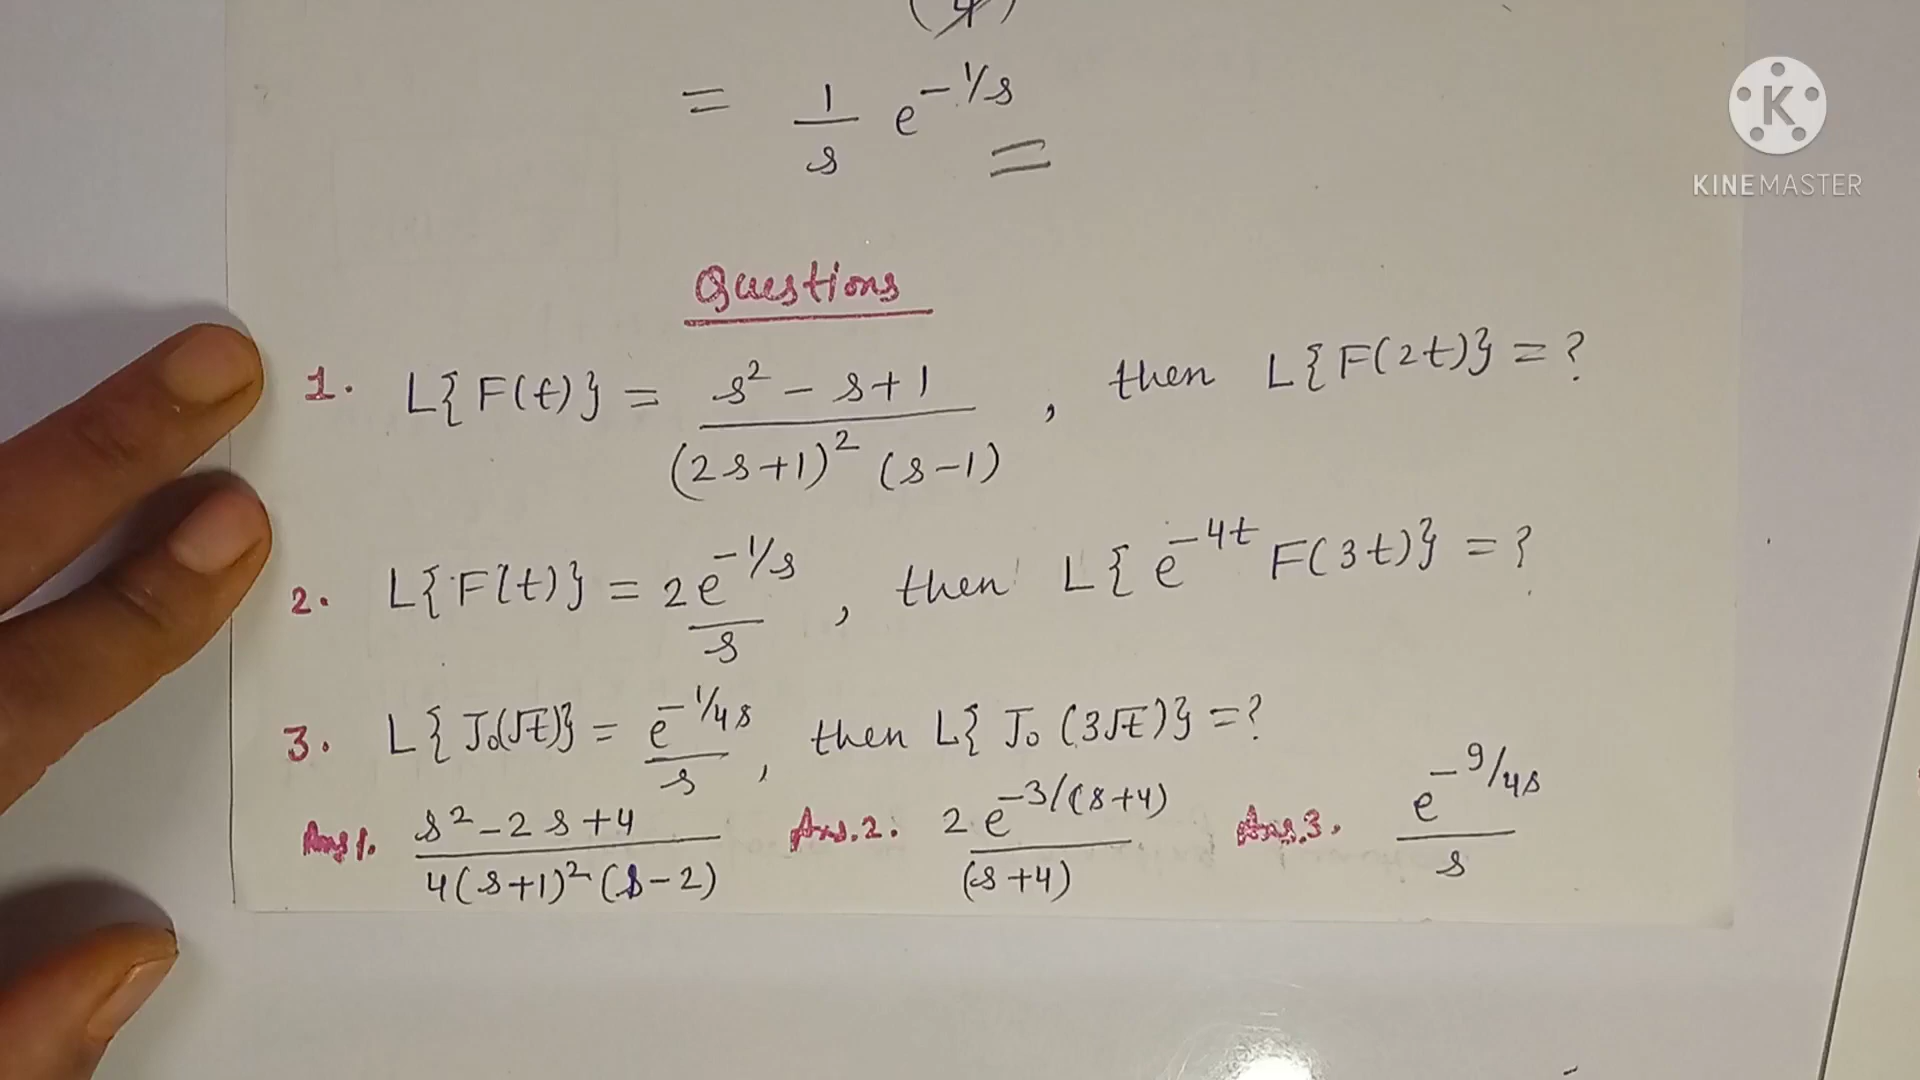 (4)
= 1/s e^{-1/s}
K
KINEMASTER
Questions
1. L{F(t)} = (s² - s + 1) / ((2s+1)² (s-1)), then L{F(2t)} = ?
2. L{F(t)} = 2e^{-1/s} / s, then L{e^{-4t} F(3t)} = ?
3. L{J₀(√t)} = e^{-1/4s} / s, then L{J₀(3√t)} = ?
Ans 1. (s² - 2s + 4) / (4(s+1)² (s-2)) Ans.2. 2e^{-3/(s+4)} / (s+4) Ans.3. e^{-9/4s} / s